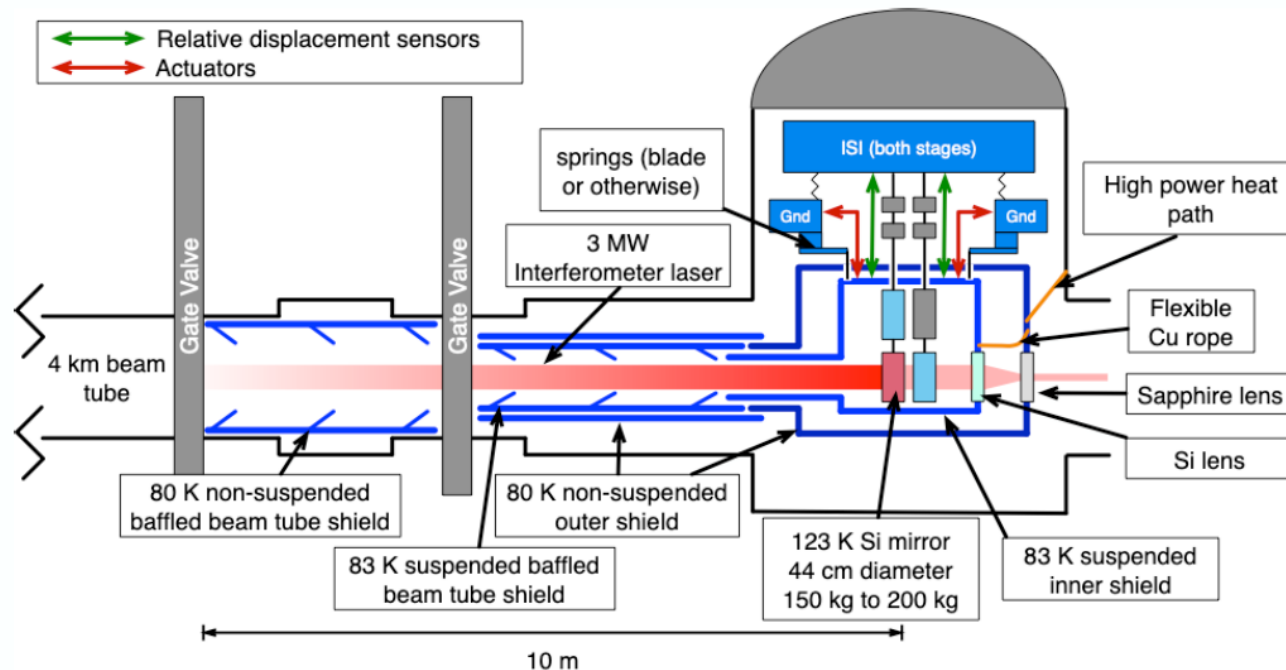 Relative displacement sensors
Actuators
ISI (both stages)
springs (blade
or otherwise)
High power heat
path
Gnd
Gnd
3 MW
Interferometer laser
Gate Valve
Gate Valve
Flexible
Cu rope
4 km beam
tube
Sapphire lens
Si lens
80 K non-suspended
baffled beam tube shield
80 K non-suspended
outer shield
123 K Si mirror
44 cm diameter
150 kg to 200 kg
83 K suspended
inner shield
83 K suspended baffled
beam tube shield
10 m